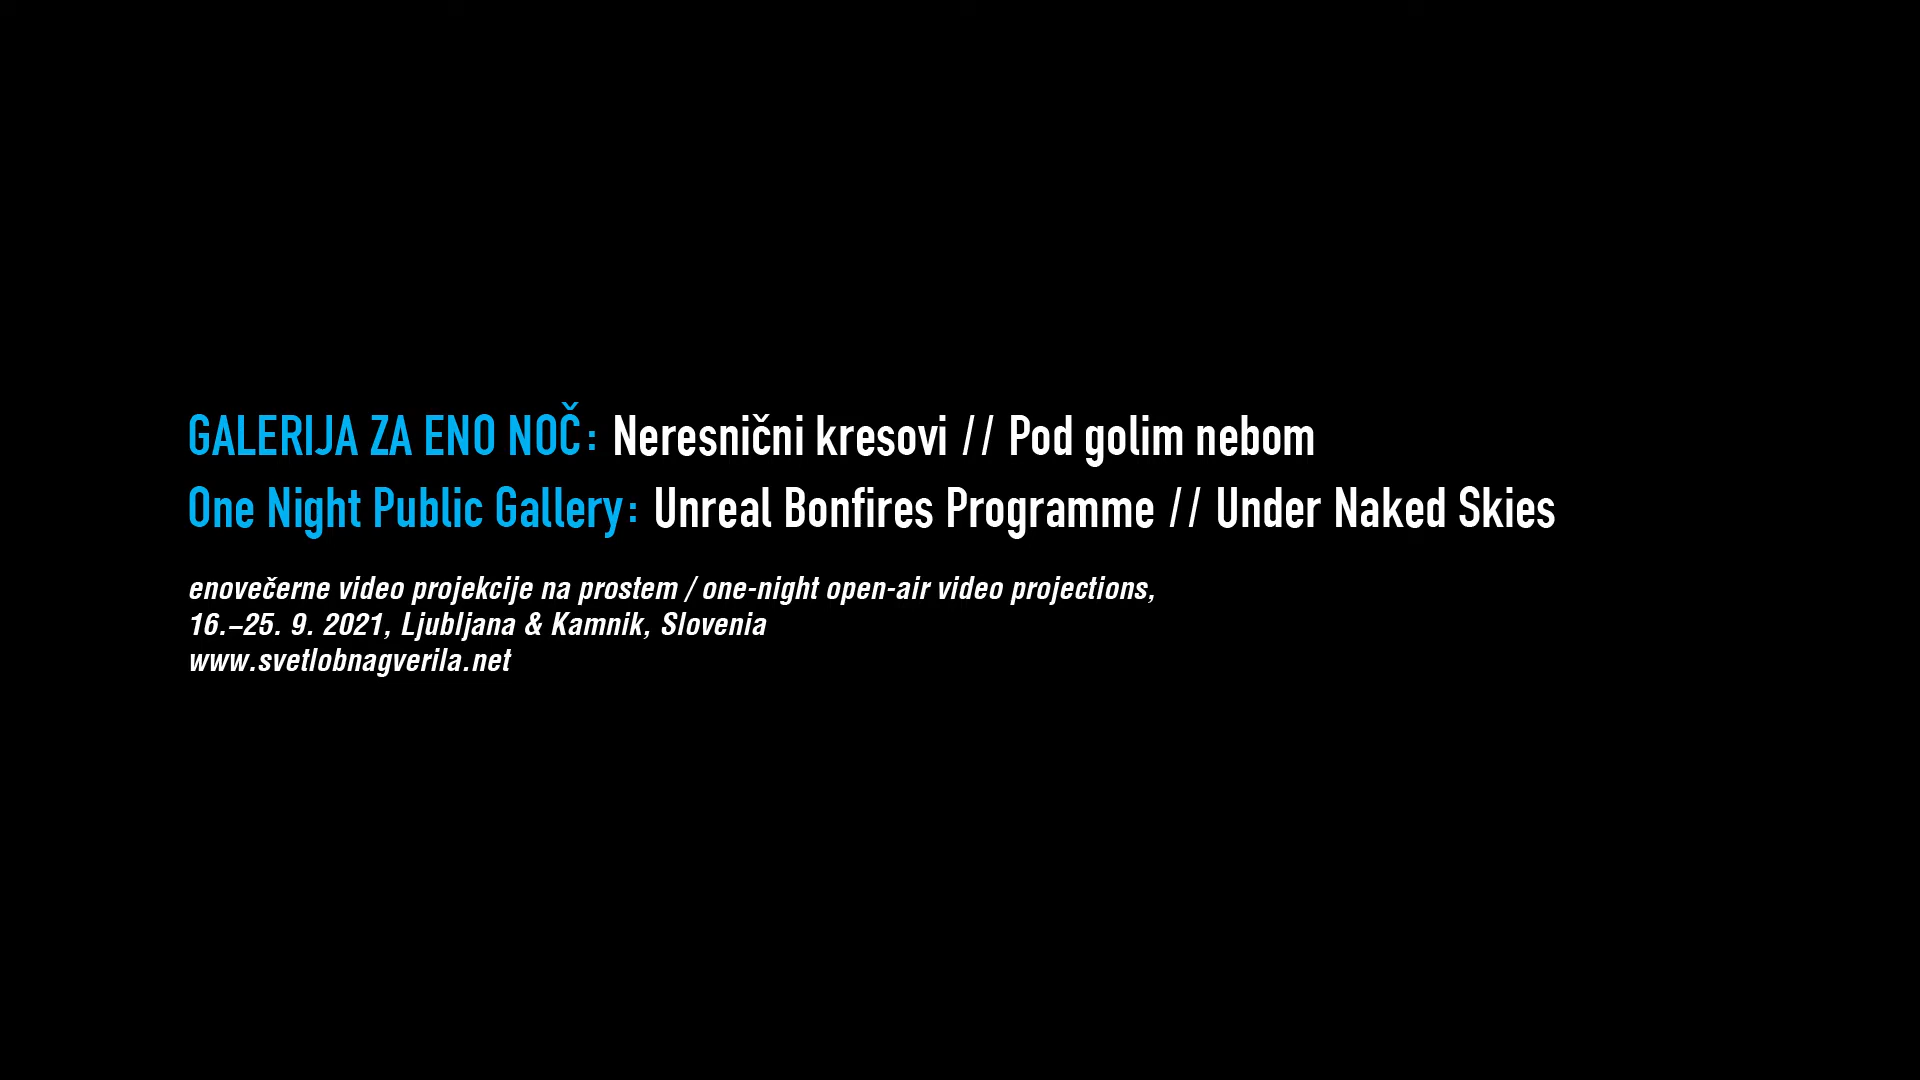 GALERIJA ZA ENO NOČ: Neresnični kresovi // Pod golim nebom
One Night Public Gallery: Unreal Bonfires Programme // Under Naked Skies
enovečerne video projekcije na prostem / one-night open-air video projections,
16.–25. 9. 2021, Ljubljana & Kamnik, Slovenia
www.svetlobnagverila.net